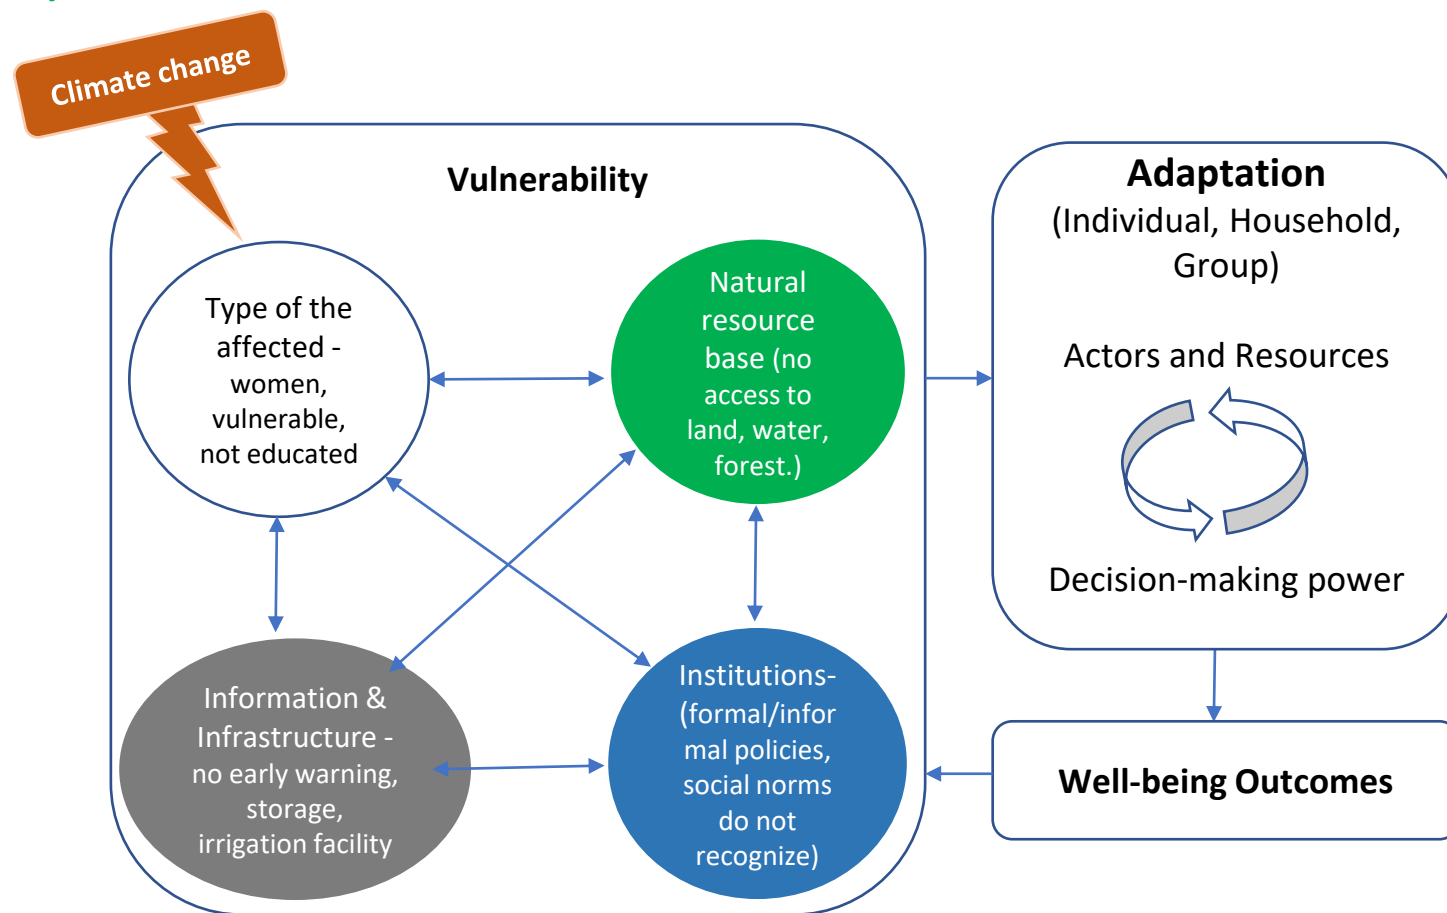 Climate change
Vulnerability
Type of the
affected -
women,
vulnerable,
not educated
Natural
resource
base (no
access to
land, water,
forest.)
Information &
Infrastructure -
no early warning,
storage,
irrigation facility
Institutions-
(formal/infor
mal policies,
social norms
do not
recognize)
Adaptation
(Individual, Household,
Group)
Actors and Resources
Decision-making power
Well-being Outcomes